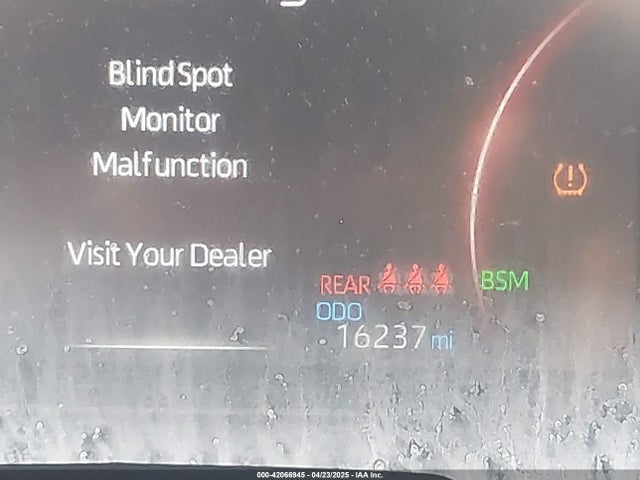 Blind Spot
Monitor
Malfunction
Visit Your Dealer
REAR
BSM
ODO
16237 mi
000-42066945 - 04/23/2025 - IAA Inc.